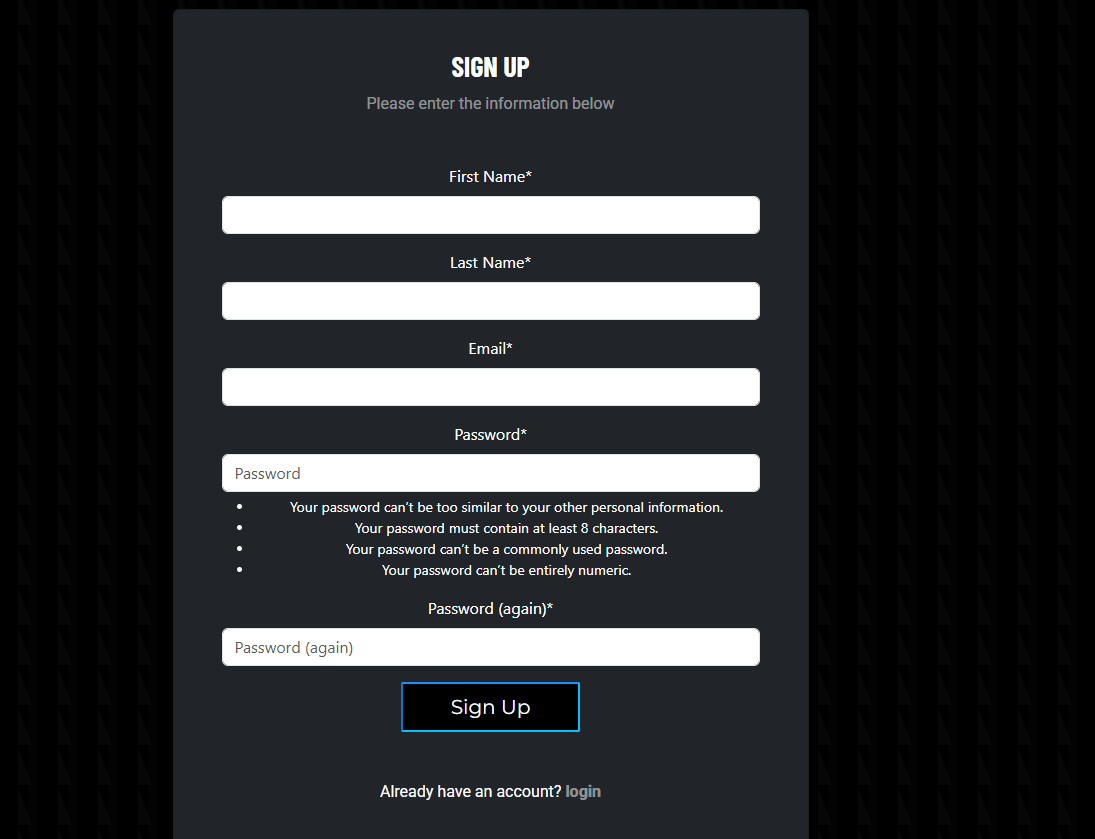 SIGN UP
Please enter the information below
First Name*
Last Name*
Email*
Password*
Password
• Your password can't be too similar to your other personal information.
• Your password must contain at least 8 characters.
• Your password can't be a commonly used password.
• Your password can't be entirely numeric.
Password (again)*
Password (again)
Sign Up
Already have an account? login